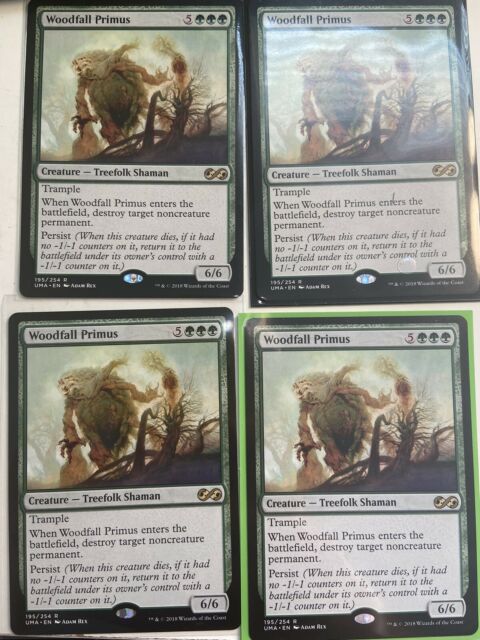 Woodfall Primus 5
Creature — Treefolk Shaman
Trample
When Woodfall Primus enters the
battlefield, destroy target noncreature
permanent.
Persist (When this creature dies, if it had
no -1/-1 counters on it, return it to the
battlefield under its owner's control with a
-1/-1 counter on it.)
6/6
195/254 R
UMA • EN Adam Rex
™ & © 2018 Wizards of the Coast
Woodfall Primus 5
Creature — Treefolk Shaman
Trample
When Woodfall Primus enters the
battlefield, destroy target noncreature
permanent.
Persist (When this creature dies, if it had
no -1/-1 counters on it, return it to the
battlefield under its owner's control with a
-1/-1 counter on it.)
6/6
195/254 R
UMA • EN Adam Rex
™ & © 2018 Wizards of the Coast
Woodfall Primus 5
Creature — Treefolk Shaman
Trample
When Woodfall Primus enters the
battlefield, destroy target noncreature
permanent.
Persist (When this creature dies, if it had
no -1/-1 counters on it, return it to the
battlefield under its owner's control with a
-1/-1 counter on it.)
6/6
195/254 R
UMA • EN Adam Rex
™ & © 2018 Wizards of the Coast
Woodfall Primus 5
Creature — Treefolk Shaman
Trample
When Woodfall Primus enters the
battlefield, destroy target noncreature
permanent.
Persist (When this creature dies, if it had
no -1/-1 counters on it, return it to the
battlefield under its owner's control with a
-1/-1 counter on it.)
6/6
195/254 R
UMA • EN Adam Rex
™ & © 2018 Wizards of the Coast